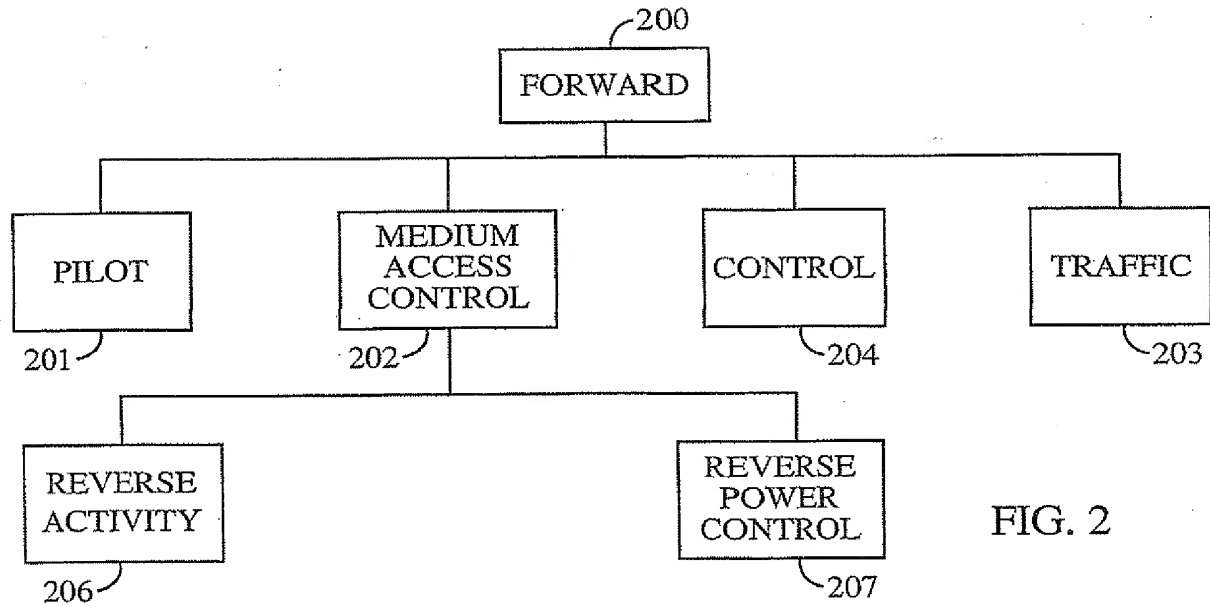 200
FORWARD
PILOT
201
MEDIUM
ACCESS
CONTROL
202
CONTROL
204
TRAFFIC
203
REVERSE
ACTIVITY
206
REVERSE
POWER
CONTROL
207
FIG. 2